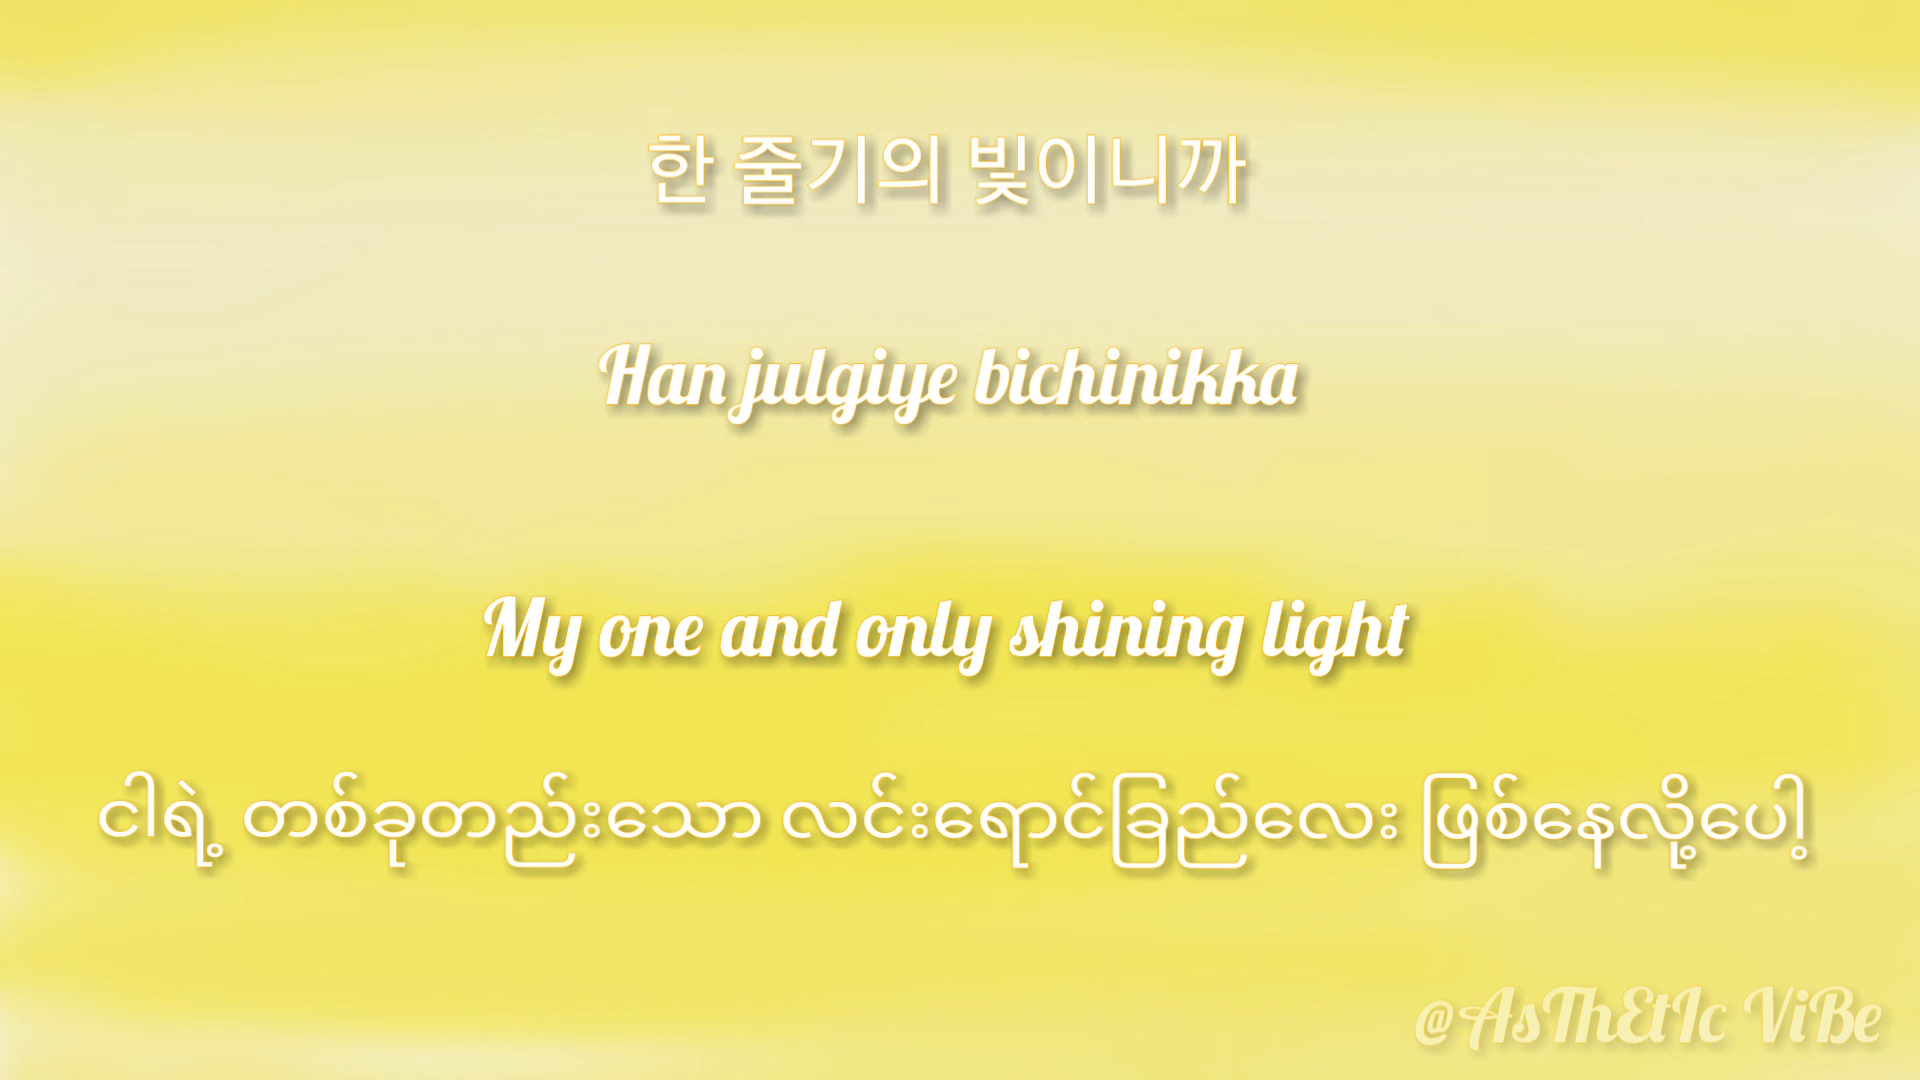 한 줄기의 빛이니까
Han julgiye bichinikka
My one and only shining light
ငါရဲ့ တစ်ခုတည်းသော လင်းရောင်ခြည်လေး ဖြစ်နေလို့ပေါ့
@AsThEtIc ViBe